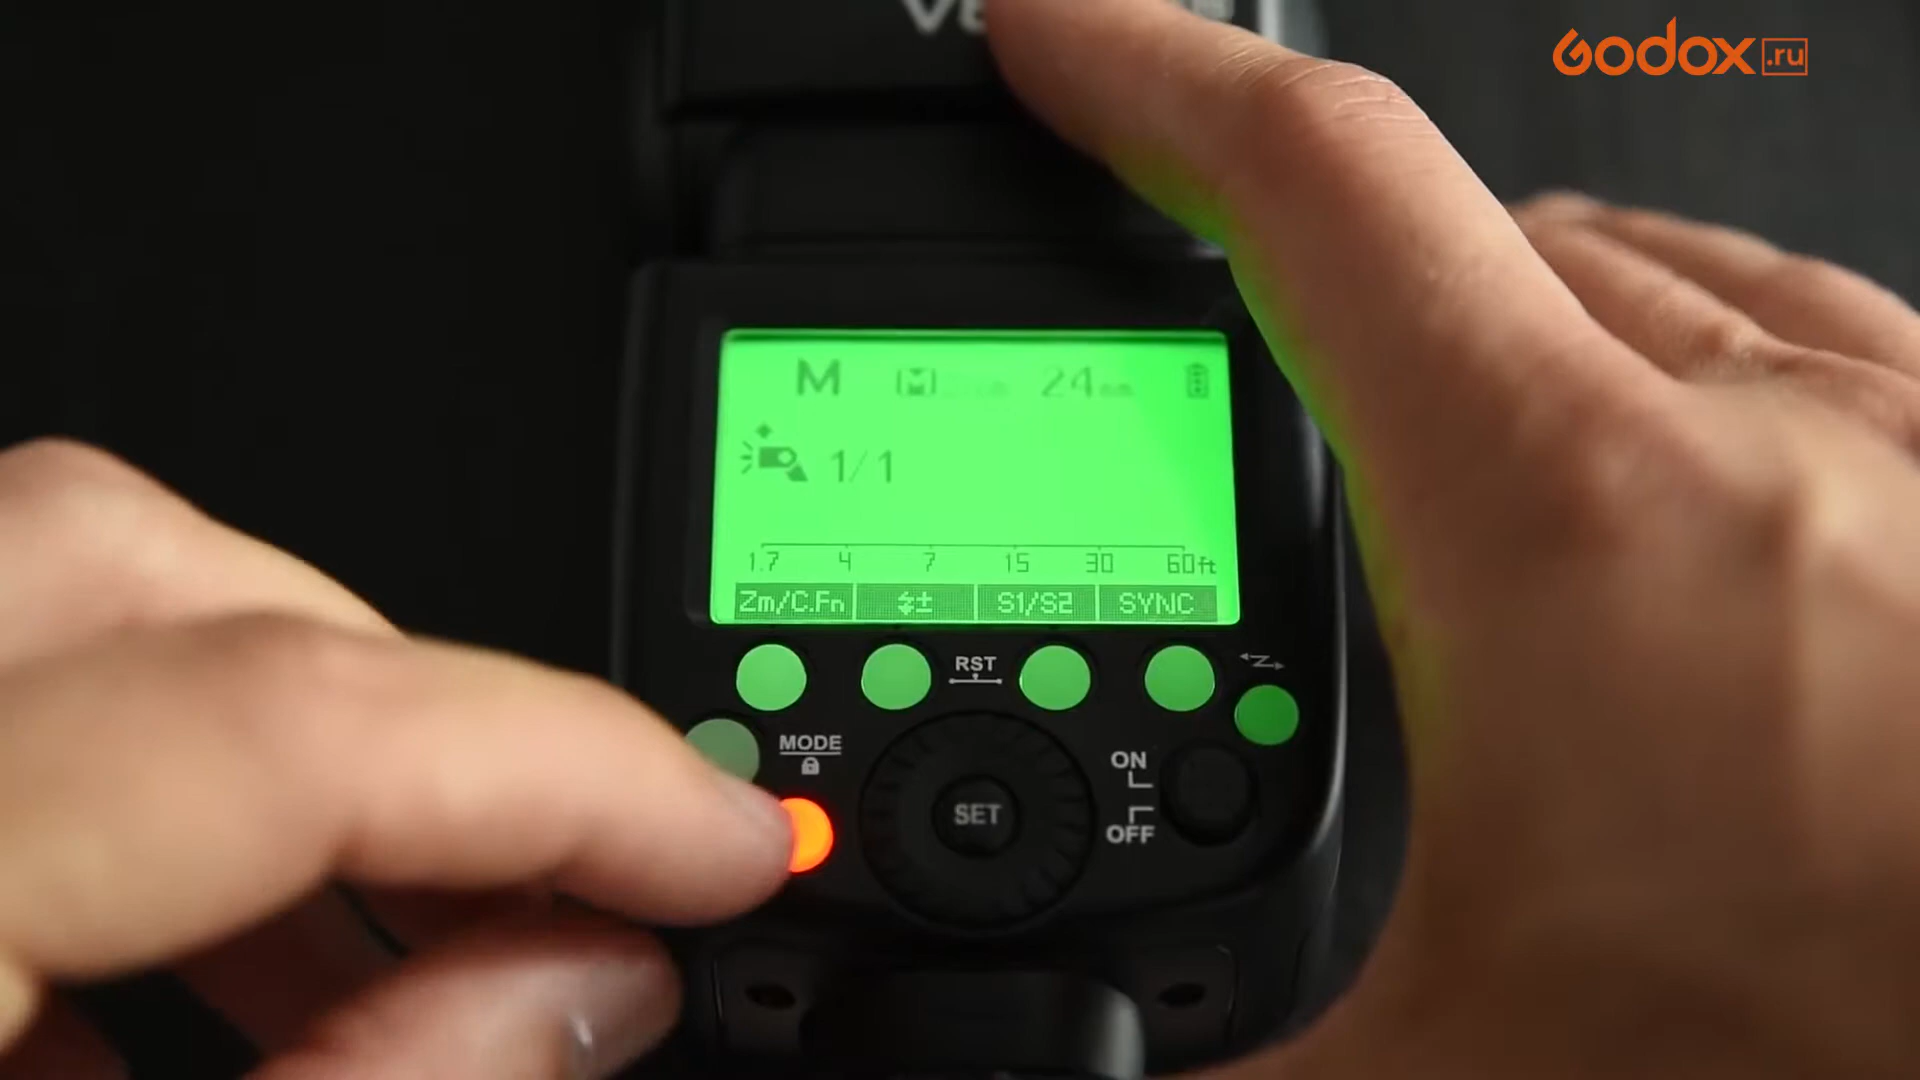 Godox.ru
M M 24mm
1/1
1.7 4 7 15 30 60ft
Zm/C.Fn ± S1/S2 SYNC
RST
MODE
ON
SET
OFF